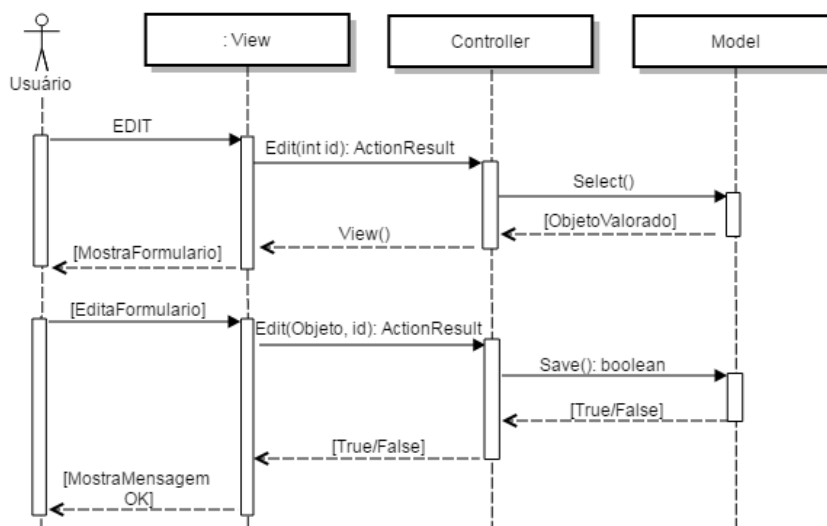 : View
Controller
Model
Usuário
EDIT
Edit(int id): ActionResult
Select()
[ObjetoValorado]
View()
[MostraFormulario]
[EditaFormulario]
Edit(Objeto, id): ActionResult
Save(): boolean
[True/False]
[True/False]
[MostraMensagem
OK]